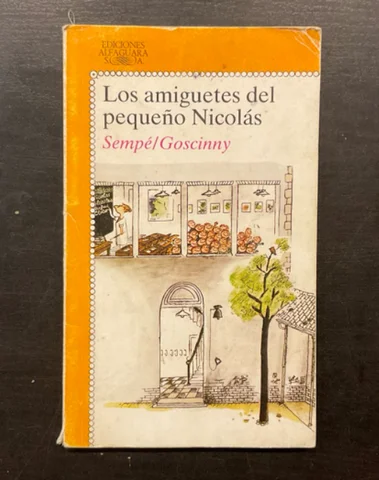 EDICIONES
ALFAGUARA
S.A.
Los amiguetes del
pequeño Nicolás
Sempé/Goscinny